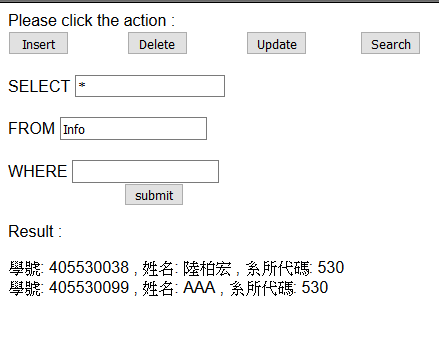 Please click the action :
Insert Delete Update Search
SELECT *
FROM Info
WHERE
submit
Result :
學號: 405530038 , 姓名: 陸柏宏 , 系所代碼: 530
學號: 405530099 , 姓名: AAA , 系所代碼: 530